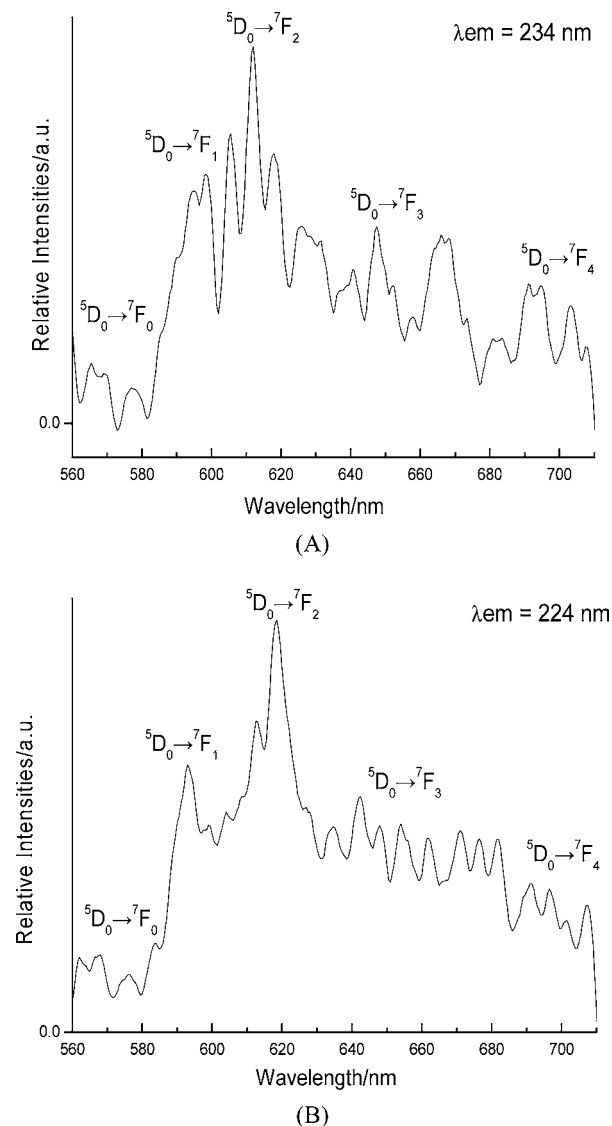 ⁵D₀→⁷F₂
λem = 234 nm
⁵D₀→⁷F₁
⁵D₀→⁷F₃
⁵D₀→⁷F₄
⁵D₀→⁷F₀
Relative Intensities/a.u.
0.0
560 580 600 620 640 660 680 700
Wavelength/nm
(A)
⁵D₀→⁷F₂
λem = 224 nm
⁵D₀→⁷F₁
⁵D₀→⁷F₃
⁵D₀→⁷F₄
⁵D₀→⁷F₀
Relative Intensities/a.u.
0.0
560 580 600 620 640 660 680 700
Wavelength/nm
(B)